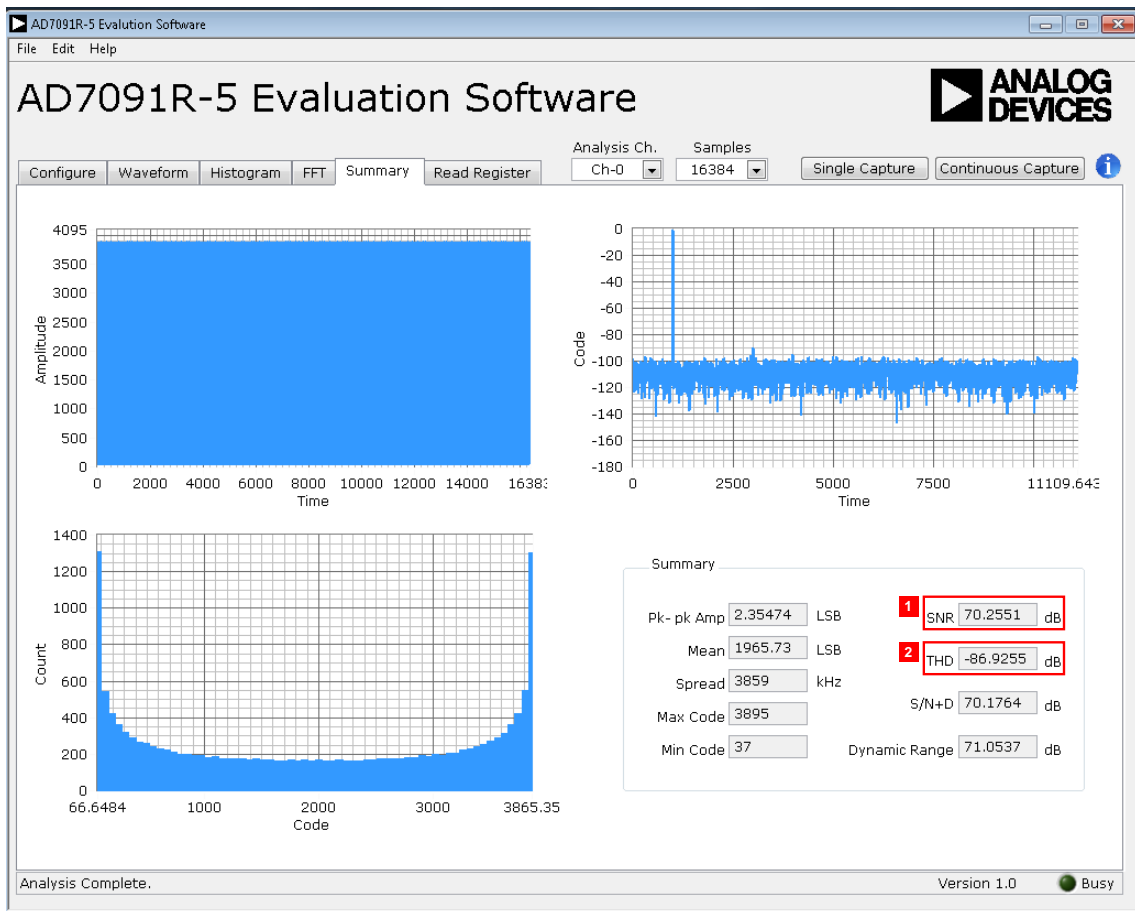 AD7091R-5 Evalution Software
File Edit Help
AD7091R-5 Evaluation Software
ANALOG
DEVICES
Analysis Ch. Samples
Configure Waveform Histogram FFT Summary Read Register Ch-0 16384 Single Capture Continuous Capture i
4095
3500
3000
2500
2000
1500
1000
500
0
Amplitude
0 2000 4000 6000 8000 10000 12000 14000 16383
Time
0
-20
-40
-60
-80
-100
-120
-140
-160
-180
Code
0 2500 5000 7500 11109.643
Time
1400
1200
1000
800
600
400
200
0
Count
66.6484 1000 2000 3000 3865.35
Code
Summary
Pk- pk Amp 2.35474 LSB
Mean 1965.73 LSB
Spread 3859 kHz
Max Code 3895
Min Code 37
1 SNR 70.2551 dB
2 THD -86.9255 dB
S/N+D 70.1764 dB
Dynamic Range 71.0537 dB
Analysis Complete. Version 1.0 Busy